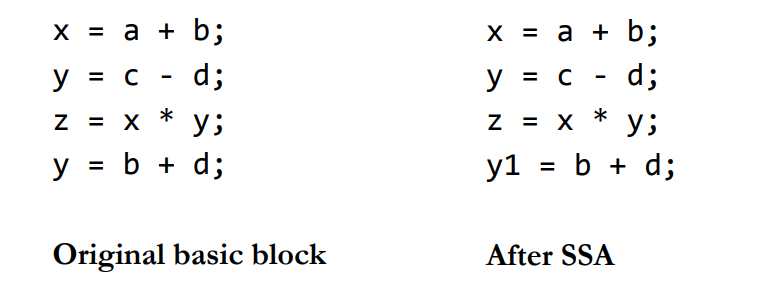 x = a + b;
y = c - d;
z = x * y;
y = b + d;
Original basic block
x = a + b;
y = c - d;
z = x * y;
y1 = b + d;
After SSA